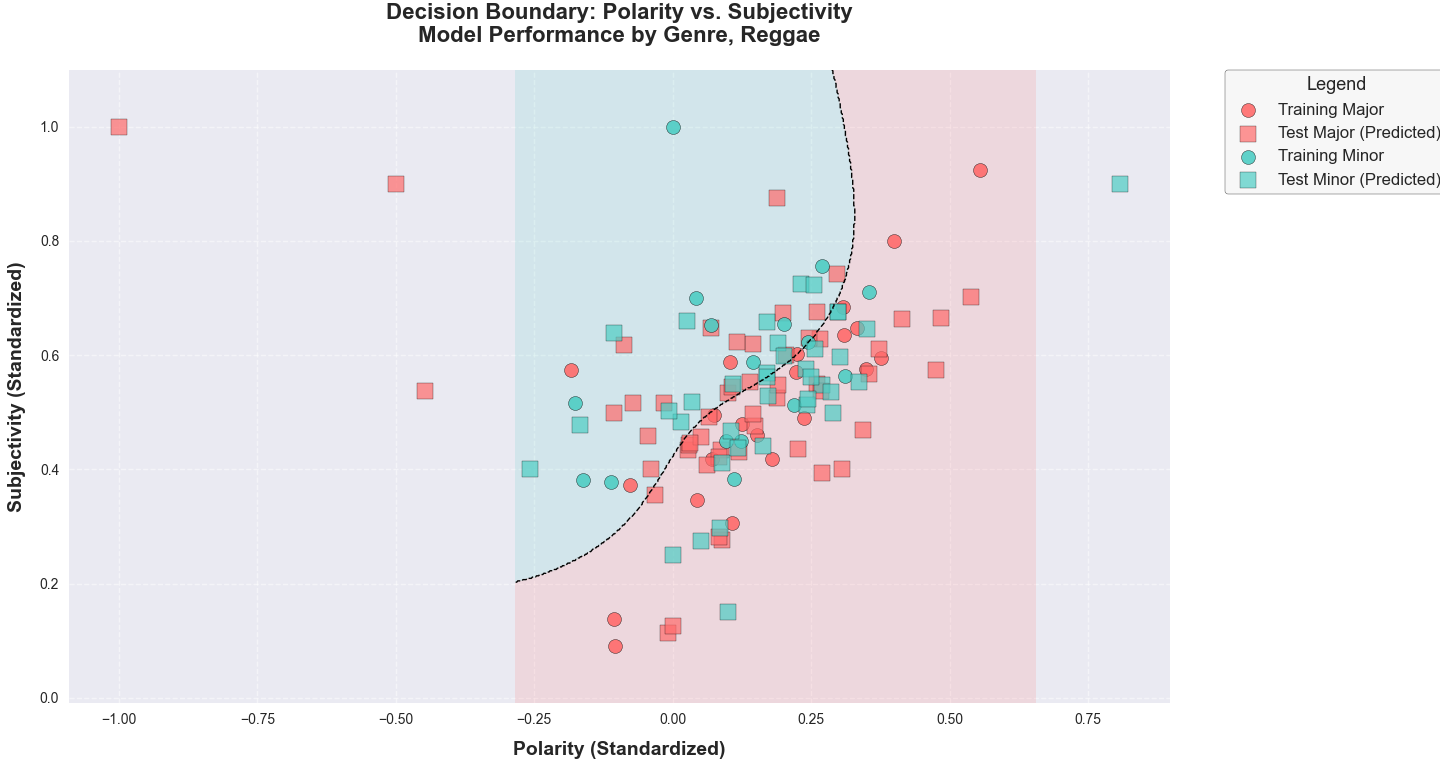 Decision Boundary: Polarity vs. Subjectivity
Model Performance by Genre, Reggae
Legend
Training Major
Test Major (Predicted)
Training Minor
Test Minor (Predicted)
Subjectivity (Standardized)
1.0
0.8
0.6
0.4
0.2
0.0
−1.00
−0.75
−0.50
−0.25
0.00
0.25
0.50
0.75
Polarity (Standardized)